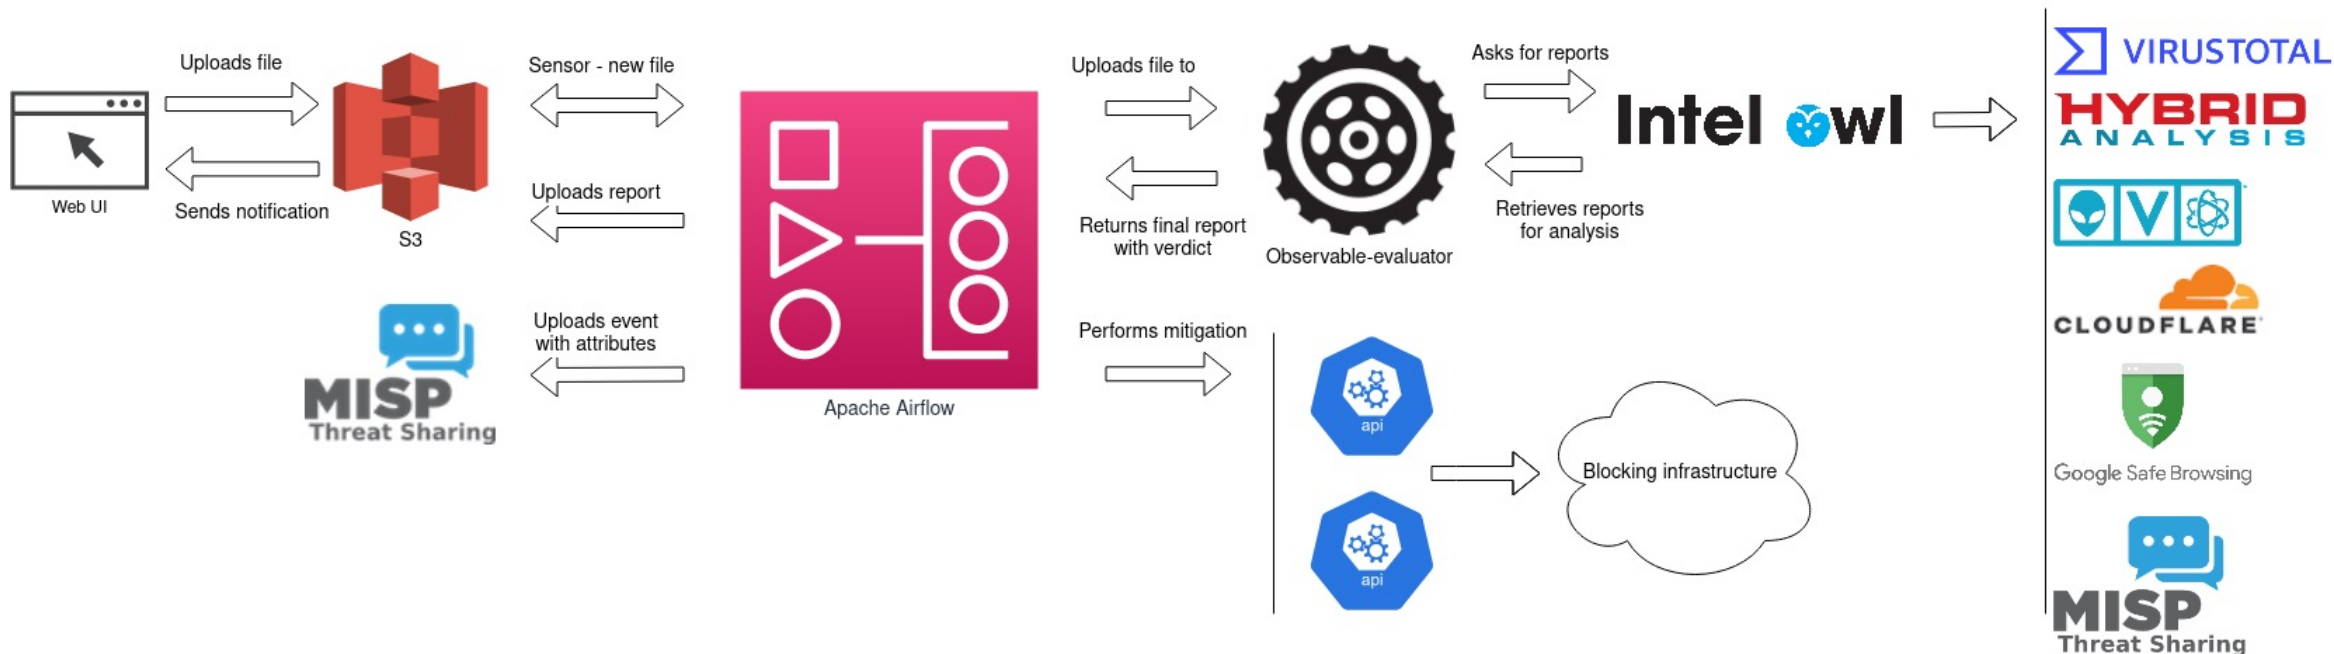 Uploads file
Sends notification
Web UI
S3
Sensor - new file
Uploads report
Uploads event
with attributes
MISP
Threat Sharing
Apache Airflow
Uploads file to
Returns final report
with verdict
Performs mitigation
Observable-evaluator
Asks for reports
Retrieves reports
for analysis
Intel Owl
api
api
Blocking infrastructure
VIRUSTOTAL
HYBRID
ANALYSIS
V
CLOUDFLARE
Google Safe Browsing
MISP
Threat Sharing